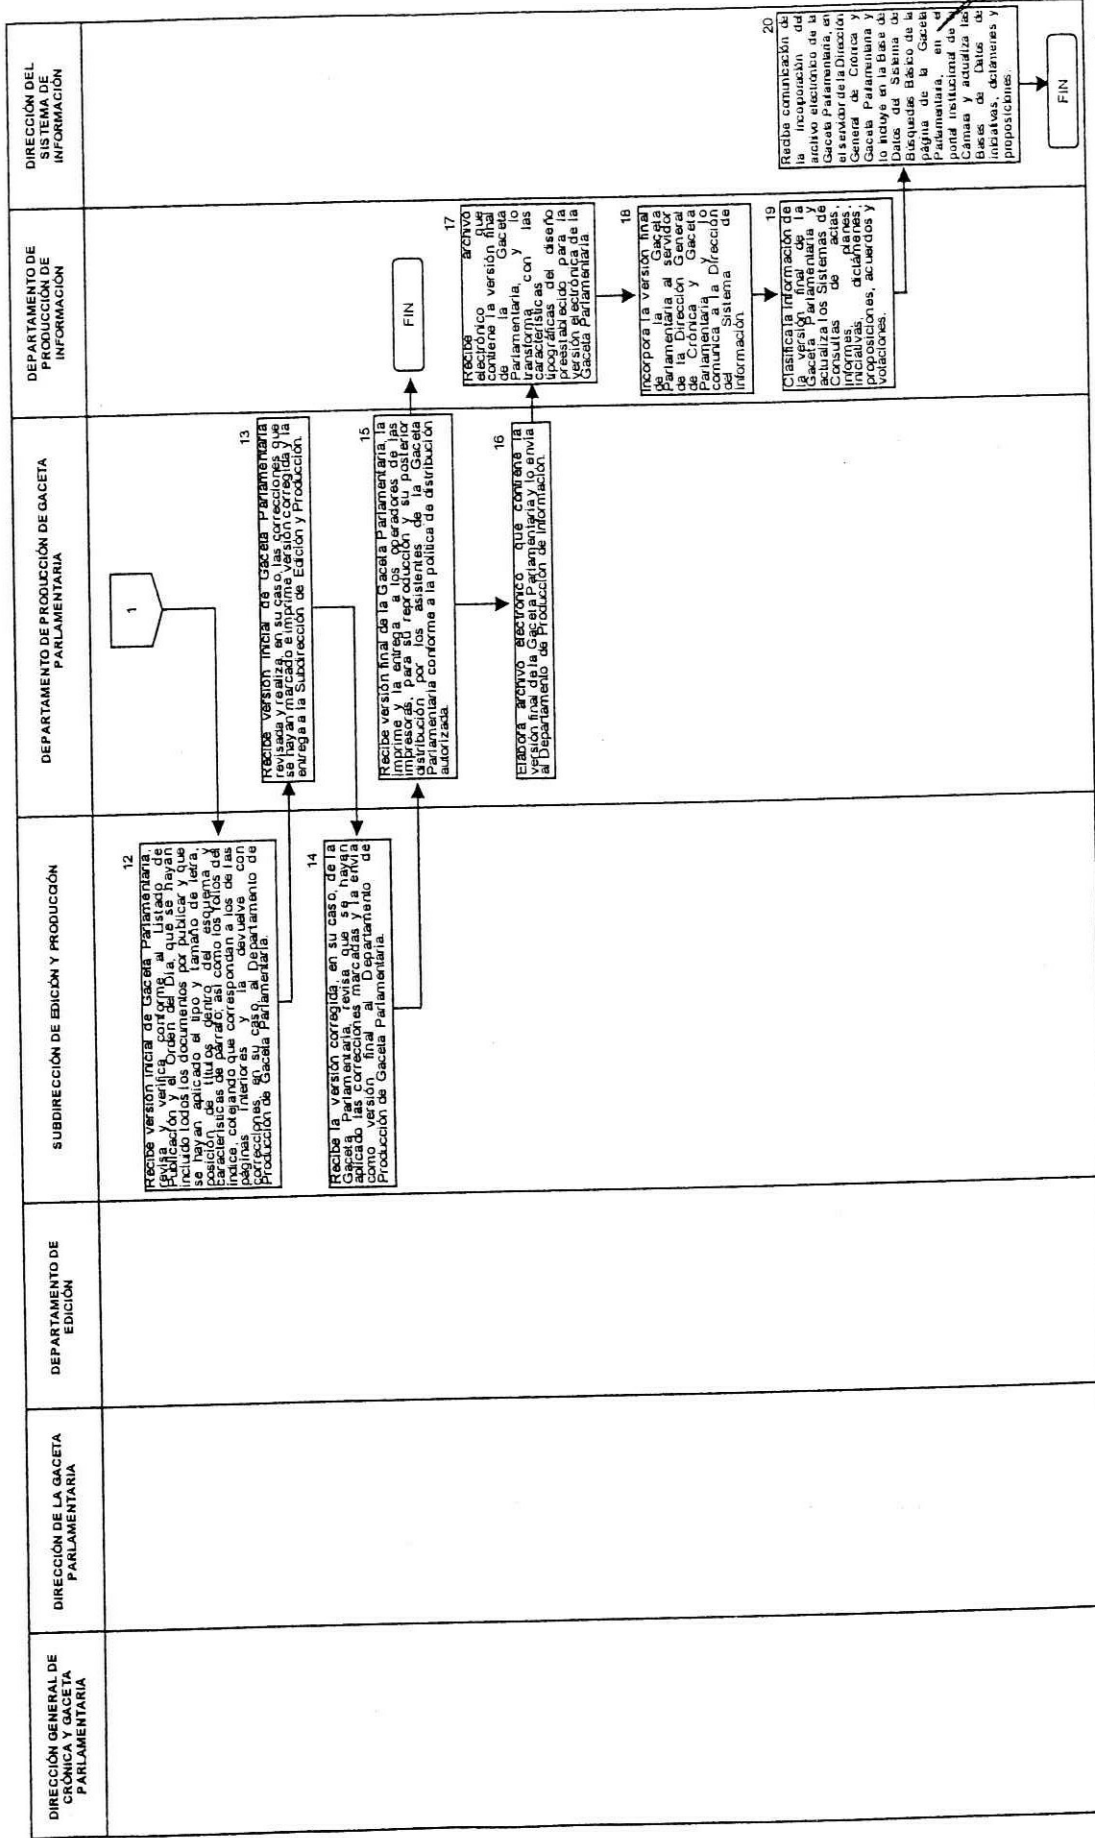 DIRECCIÓN GENERAL DE
CRÓNICA Y GACETA
PARLAMENTARIA
DIRECCIÓN DE LA GACETA
PARLAMENTARIA
DEPARTAMENTO DE
EDICIÓN
SUBDIRECCIÓN DE EDICIÓN Y PRODUCCIÓN
DEPARTAMENTO DE PRODUCCIÓN DE GACETA
PARLAMENTARIA
DEPARTAMENTO DE
PRODUCCIÓN DE
INFORMACIÓN
DIRECCIÓN DEL
SISTEMA DE
INFORMACIÓN
1
12
Recibe versión inicial de Gaceta Parlamentaria,
revisa y verifica conforme al Listado de
Publicación y el Orden del Día, que se hayan
incluido todos los documentos por publicar y que
se hayan aplicado el tipo y tamaño de letra,
posición de títulos dentro del esquema y
características de párrafo; así como los folios del
índice, cotejando que correspondan a los de las
páginas interiores y la devuelve con
correcciones, en su caso, al Departamento de
Producción de Gaceta Parlamentaria.
13
Recibe versión inicial de Gaceta Parlamentaria
revisada y realiza, en su caso, las correcciones que
se hayan marcado e imprime versión corregida y la
entrega a la Subdirección de Edición y Producción.
14
Recibe la versión corregida, en su caso, de la
Gaceta Parlamentaria, revisa que se hayan
aplicado las correcciones marcadas y la envía
como versión final al Departamento de
Producción de Gaceta Parlamentaria.
15
Recibe versión final de la Gaceta Parlamentaria, la
imprime y la entrega a los operadores de las
impresoras, para su reproducción y su posterior
distribución por los asistentes de la Gaceta
Parlamentaria conforme a la política de distribución
autorizada.
FIN
16
Elabora archivo electrónico que contiene la
versión final de la Gaceta Parlamentaria y lo envía
al Departamento de Producción de Información.
17
Recibe archivo
electrónico que
contiene la versión final
de la Gaceta
Parlamentaria, y lo
transforma con las
características
tipográficas del diseño
preestablecido para la
versión electrónica de la
Gaceta Parlamentaria
18
Incorpora la versión final
de la Gaceta
Parlamentaria al servidor
de la Dirección General
de Crónica y Gaceta
Parlamentaria y lo
comunica a la Dirección
del Sistema de
Información
19
Clasifica la información de
la versión final de la
Gaceta Parlamentaria y
actualiza los Sistemas de
Consultas de actas,
informes, planes,
iniciativas, dictámenes,
proposiciones, acuerdos y
votaciones.
20
Recibe comunicación de
la incorporación del
archivo electrónico de la
Gaceta Parlamentaria, en
el servidor de la Dirección
General de Crónica y
Gaceta Parlamentaria y
lo incluye en la Base de
Datos del Sistema de
Búsquedas Básico de la
página de la Gaceta
Parlamentaria, en el
portal institucional de la
Cámara y actualiza las
Bases de Datos de
iniciativas, dictámenes y
proposiciones.
FIN